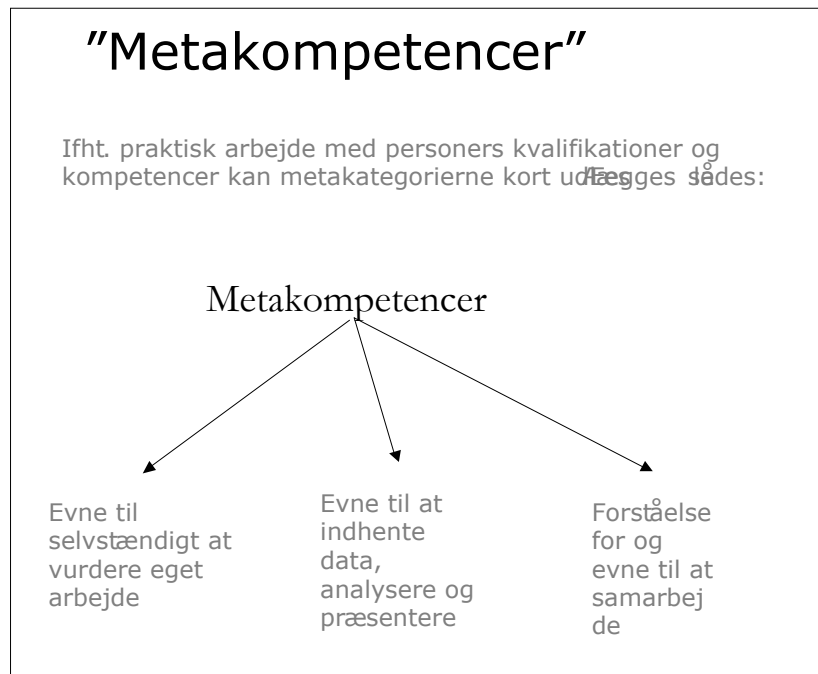 ”Metakompetencer”
Ifht. praktisk arbejde med personers kvalifikationer og
kompetencer kan metakategorierne kort udlægges således:
Metakompetencer
Evne til
selvstændigt at
vurdere eget
arbejde
Evne til at
indhente
data,
analysere og
præsentere
Forståelse
for og
evne til at
samarbej
de